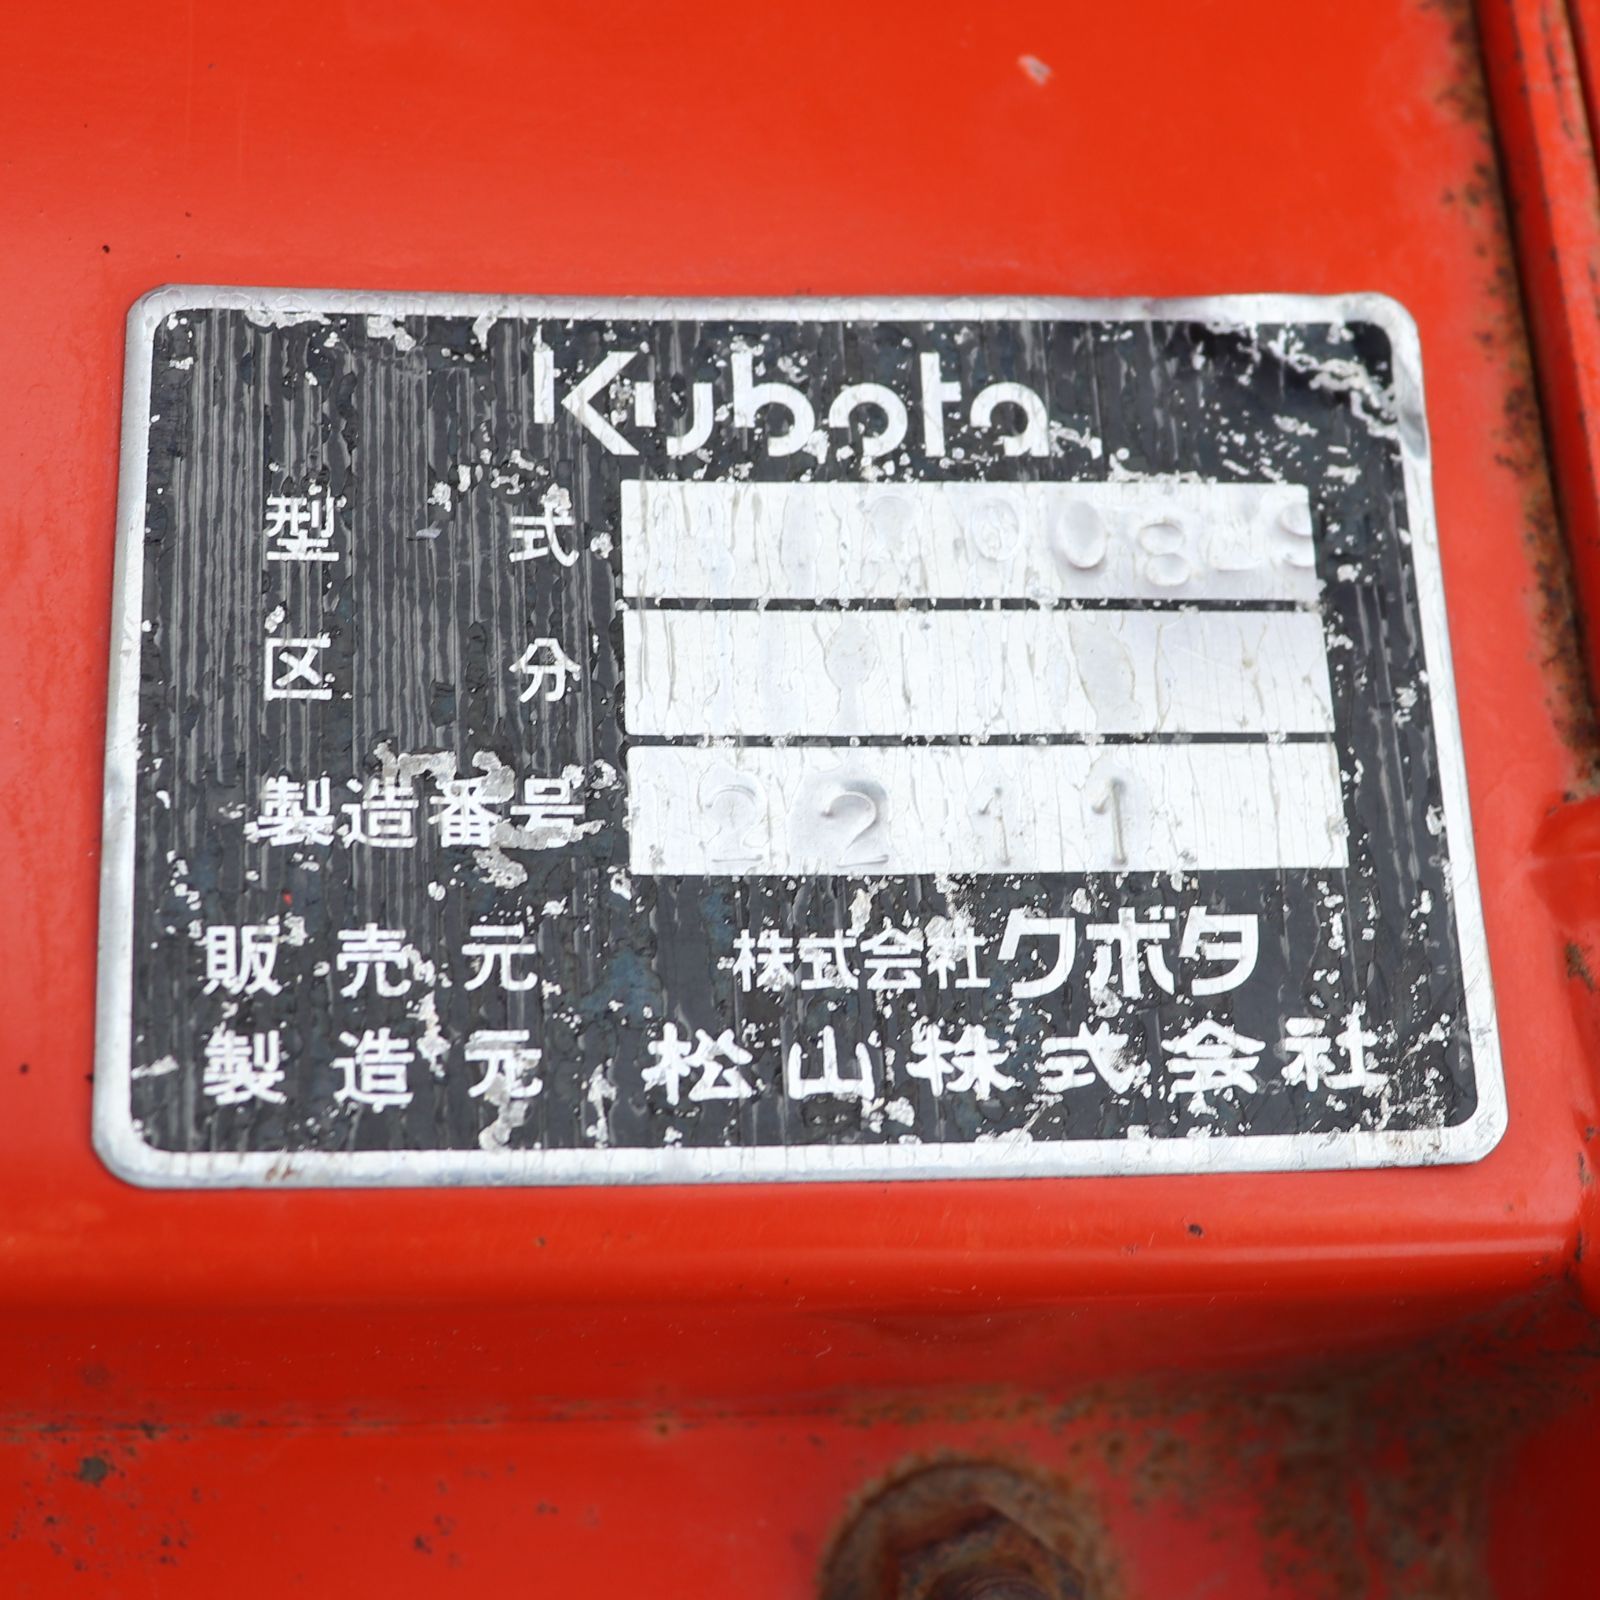 Kubota
型式
区分
製造番号 2211
販売元 株式会社クボタ
製造元 松山株式会社